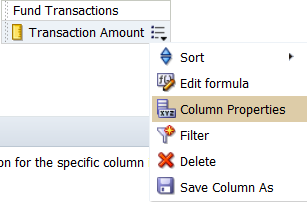 Fund Transactions
Transaction Amount
Sort
Edit formula
Column Properties
Filter
Delete
Save Column As
on for the specific column